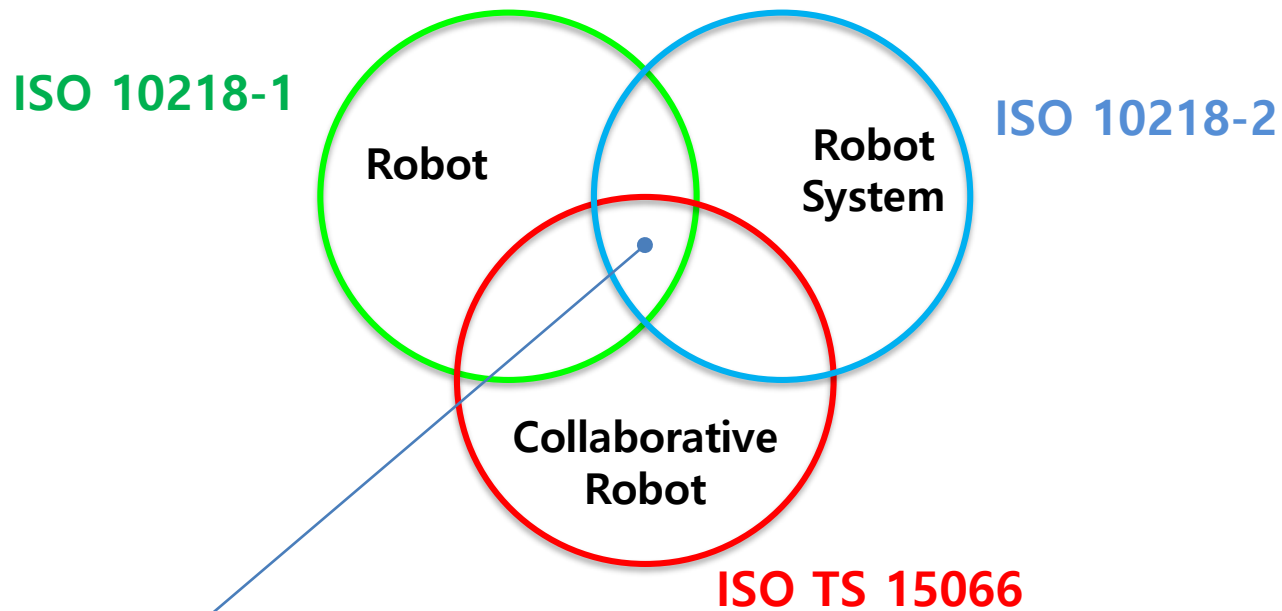 ISO 10218-1
Robot
Robot
System
ISO 10218-2
Collaborative
Robot
ISO TS 15066